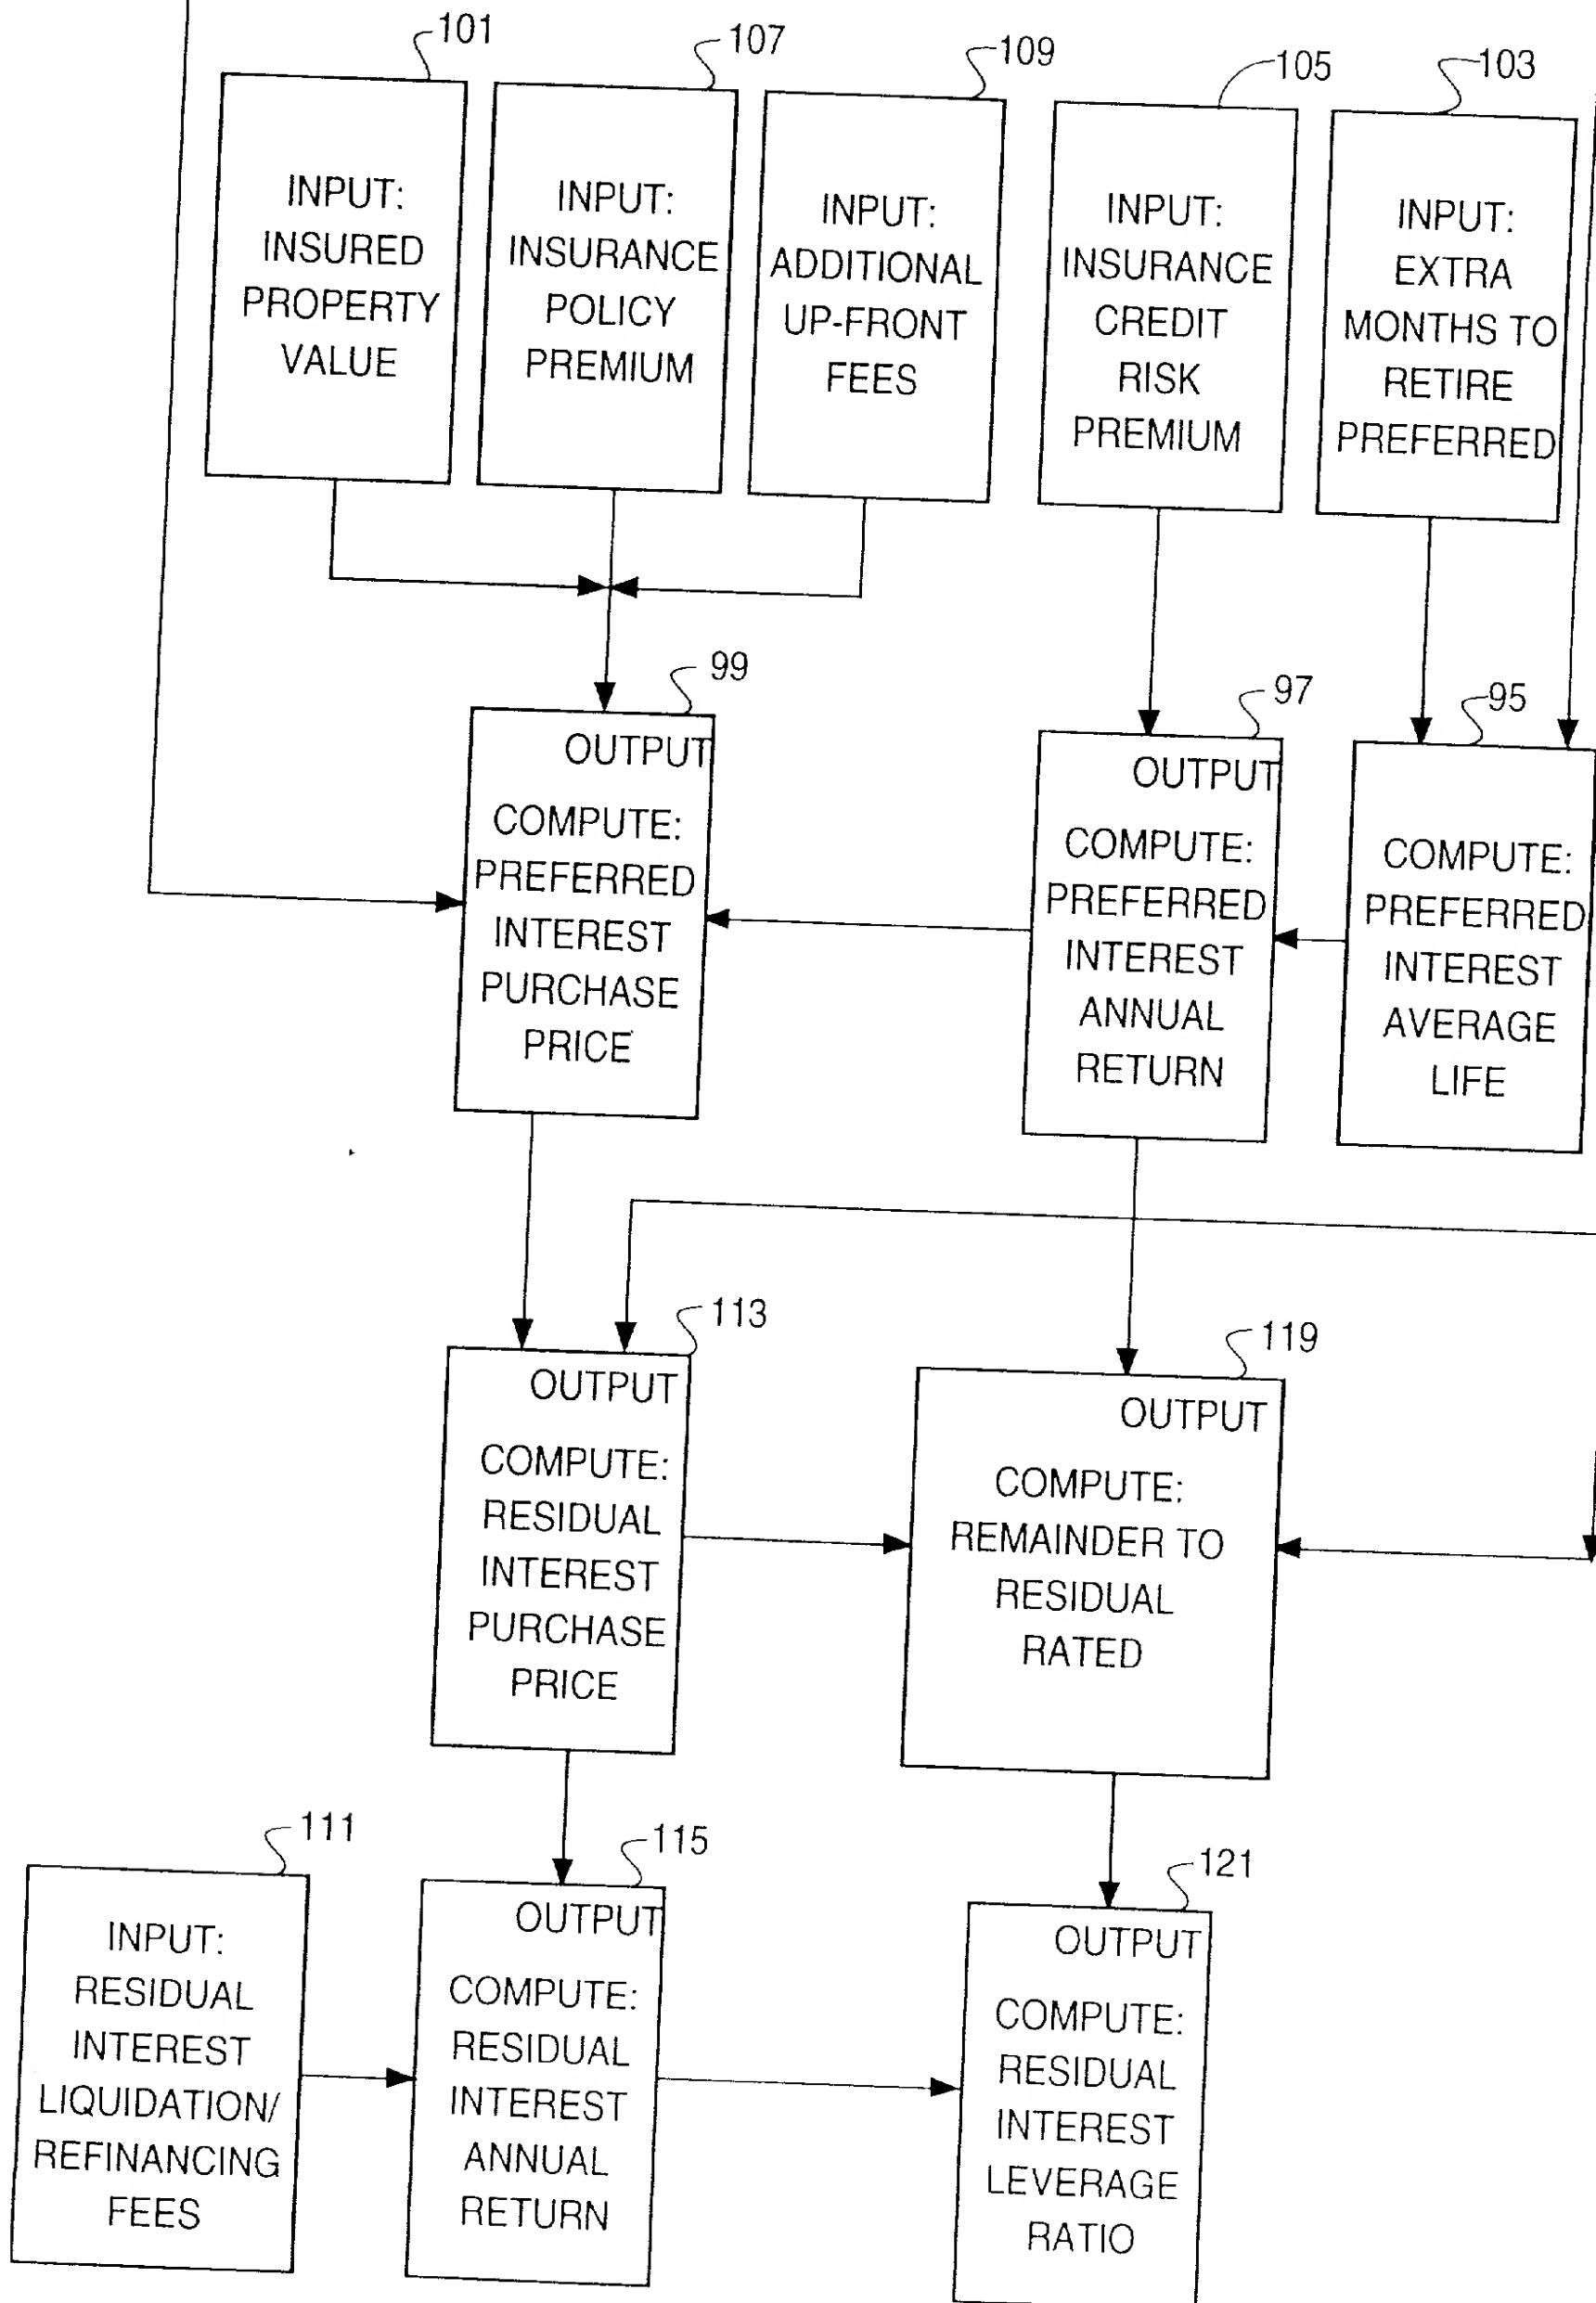 101
107
109
105
103
INPUT:
INSURED
PROPERTY
VALUE
INPUT:
INSURANCE
POLICY
PREMIUM
INPUT:
ADDITIONAL
UP-FRONT
FEES
INPUT:
INSURANCE
CREDIT
RISK
PREMIUM
INPUT:
EXTRA
MONTHS TO
RETIRE
PREFERRED
99
97
95
OUTPUT
COMPUTE:
PREFERRED
INTEREST
PURCHASE
PRICE
OUTPUT
COMPUTE:
PREFERRED
INTEREST
ANNUAL
RETURN
COMPUTE:
PREFERRED
INTEREST
AVERAGE
LIFE
113
119
OUTPUT
COMPUTE:
RESIDUAL
INTEREST
PURCHASE
PRICE
OUTPUT
COMPUTE:
REMAINDER TO
RESIDUAL
RATED
111
115
121
INPUT:
RESIDUAL
INTEREST
LIQUIDATION/
REFINANCING
FEES
OUTPUT
COMPUTE:
RESIDUAL
INTEREST
ANNUAL
RETURN
OUTPUT
COMPUTE:
RESIDUAL
INTEREST
LEVERAGE
RATIO